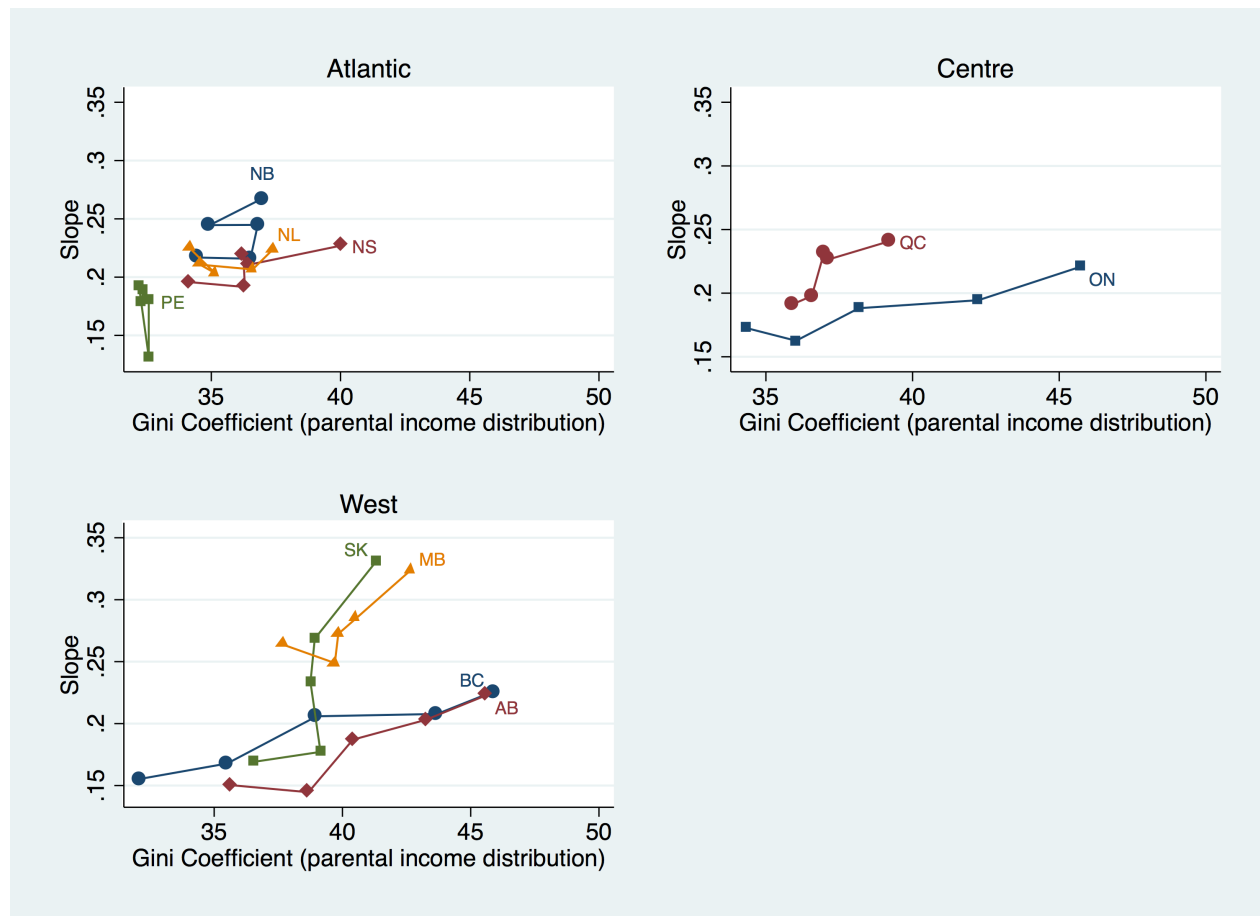 Atlantic
Slope
.35
.3
.25
.2
.15
NB
NL
NS
PE
35
40
45
50
Gini Coefficient (parental income distribution)
Centre
Slope
.35
.3
.25
.2
.15
QC
ON
35
40
45
50
Gini Coefficient (parental income distribution)
West
Slope
.35
.3
.25
.2
.15
SK
MB
BC
AB
35
40
45
50
Gini Coefficient (parental income distribution)